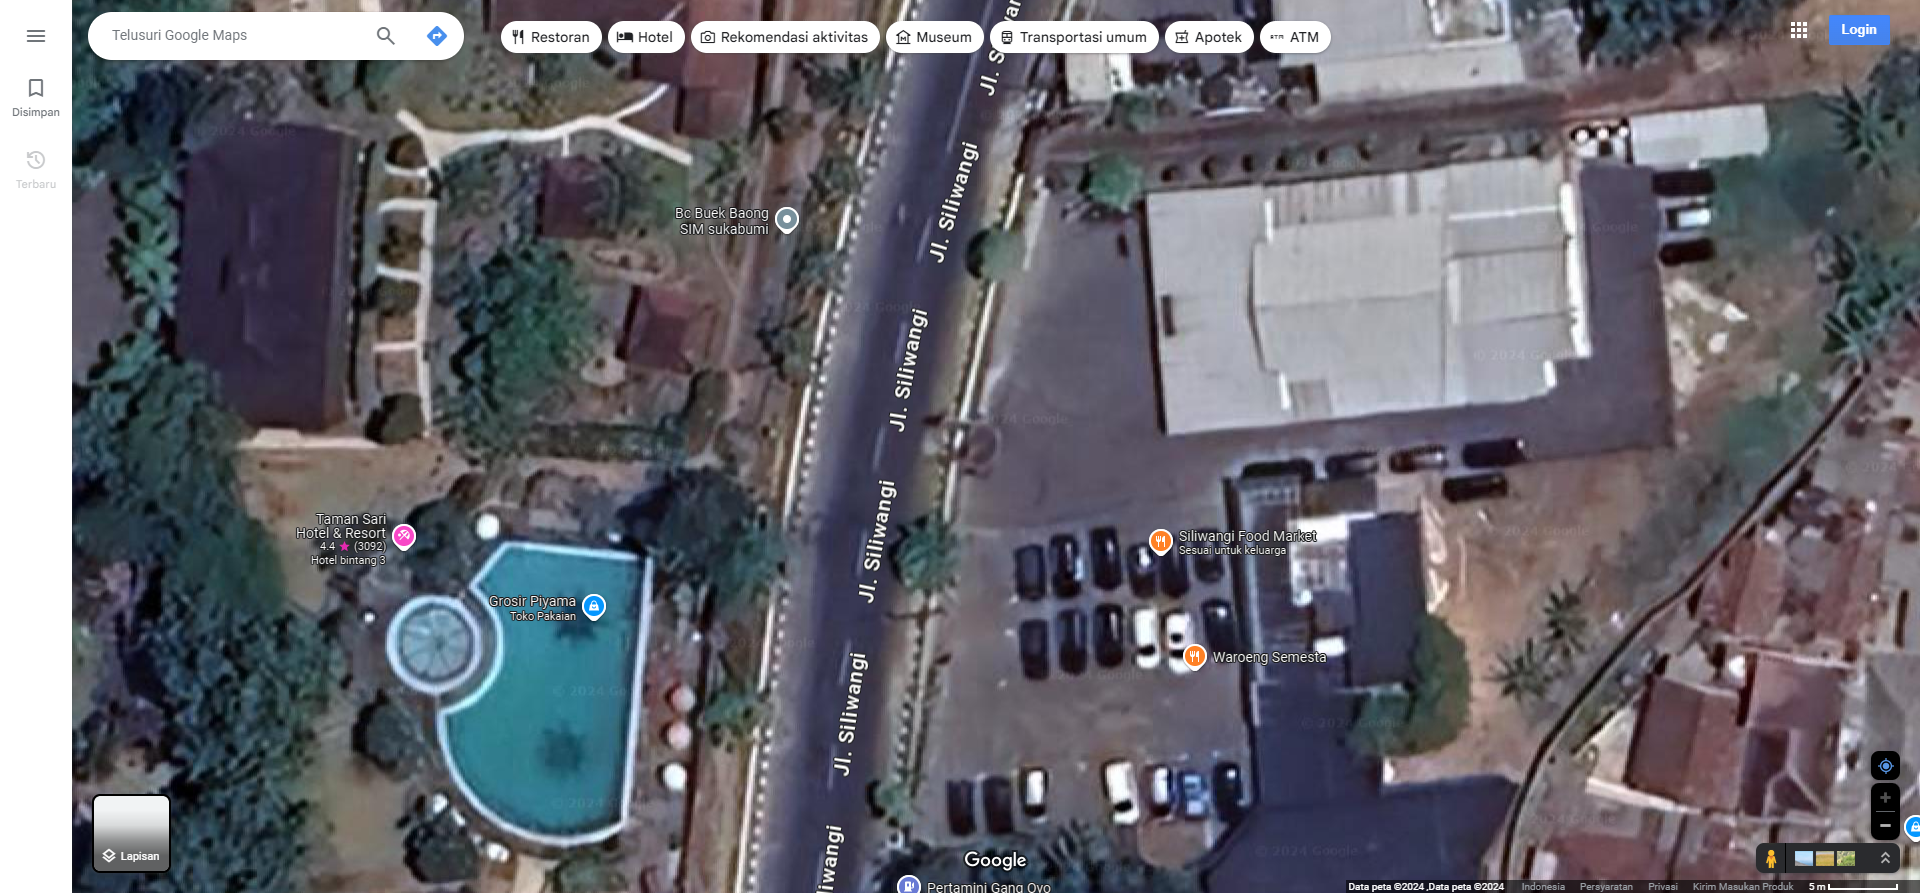 Telusuri Google Maps
Restoran
Hotel
Rekomendasi aktivitas
Museum
Transportasi umum
Apotek
ATM
Login
Disimpan
Terbaru
Jl. Siliwangi
Jl. Siliwangi
Jl. Siliwangi
Jl. Siliwangi
Jl. Siliwangi
liwangi
Bc Buek Baong
SIM sukabumi
Taman Sari
Hotel & Resort
4.4 ★ (3092)
Hotel bintang 3
Grosir Piyama
Toko Pakaian
Siliwangi Food Market
Sesuai untuk keluarga
Waroeng Semesta
Pertamini Gang Oyo
Lapisan
Google
Data peta ©2024 ,Data peta ©2024
Indonesia
Persyaratan
Privasi
Kirim Masukan Produk
5 m